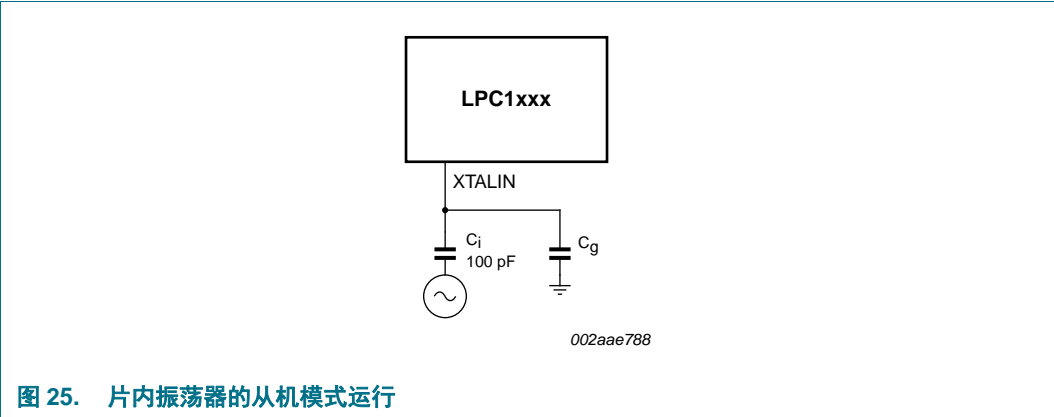 LPC1xxx
XTALIN
Ci
100 pF
Cg
002aae788
图 25. 片内振荡器的从机模式运行